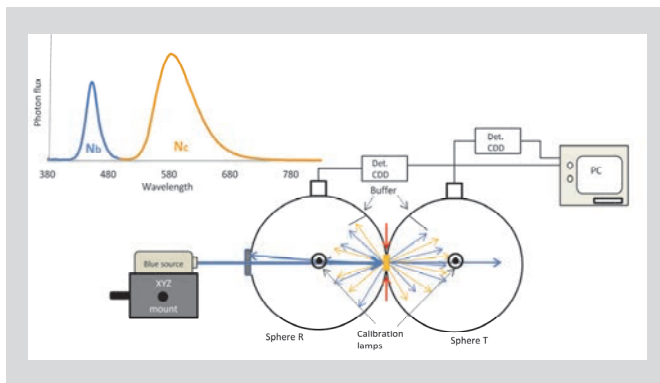 Photon flux
Nb
Nc
380 480 580 680 780
Wavelength
Det.
CDD
Det.
CDD
PC
Buffer
Blue source
XYZ
mount
Sphere R
Calibration
lamps
Sphere T